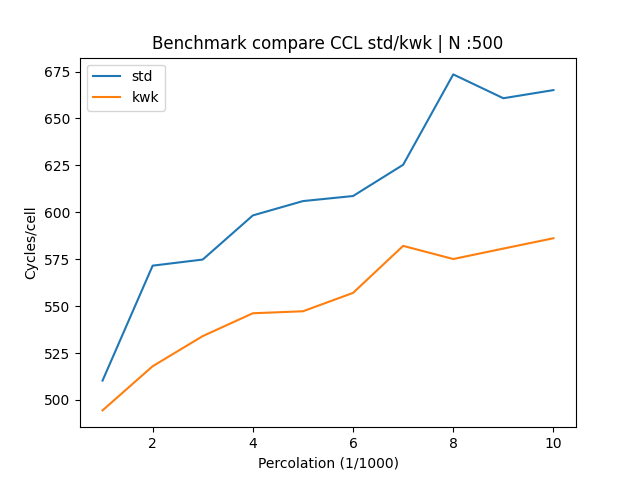 Benchmark compare CCL std/kwk | N :500
std
kwk
Cycles/cell
675
650
625
600
575
550
525
500
2 4 6 8 10
Percolation (1/1000)